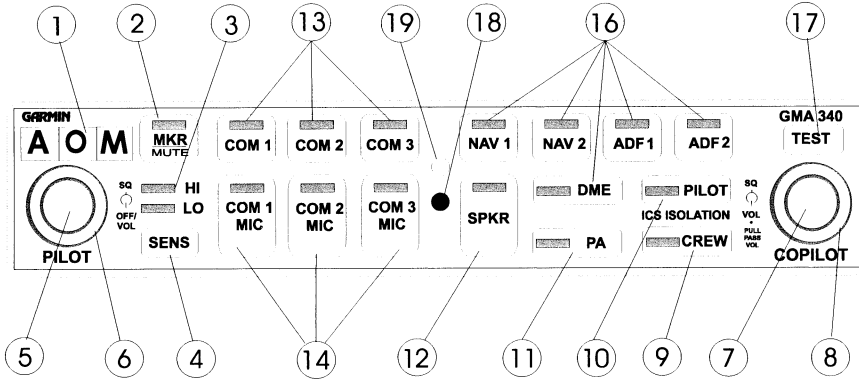 1 2 3 13 19 18 16 17
GARMIN
GMA 340
A O M
MKR
MUTE
COM 1
COM 2
COM 3
NAV 1
NAV 2
ADF 1
ADF 2
TEST
SQ
OFF/
VOL
HI
LO
SENS
PILOT
COM 1
MIC
COM 2
MIC
COM 3
MIC
SPKR
DME
PA
PILOT
ICS ISOLATION
CREW
SQ
VOL
•
PULL
PASS
VOL
COPILOT
5 6 4 14 12 11 10 9 7 8